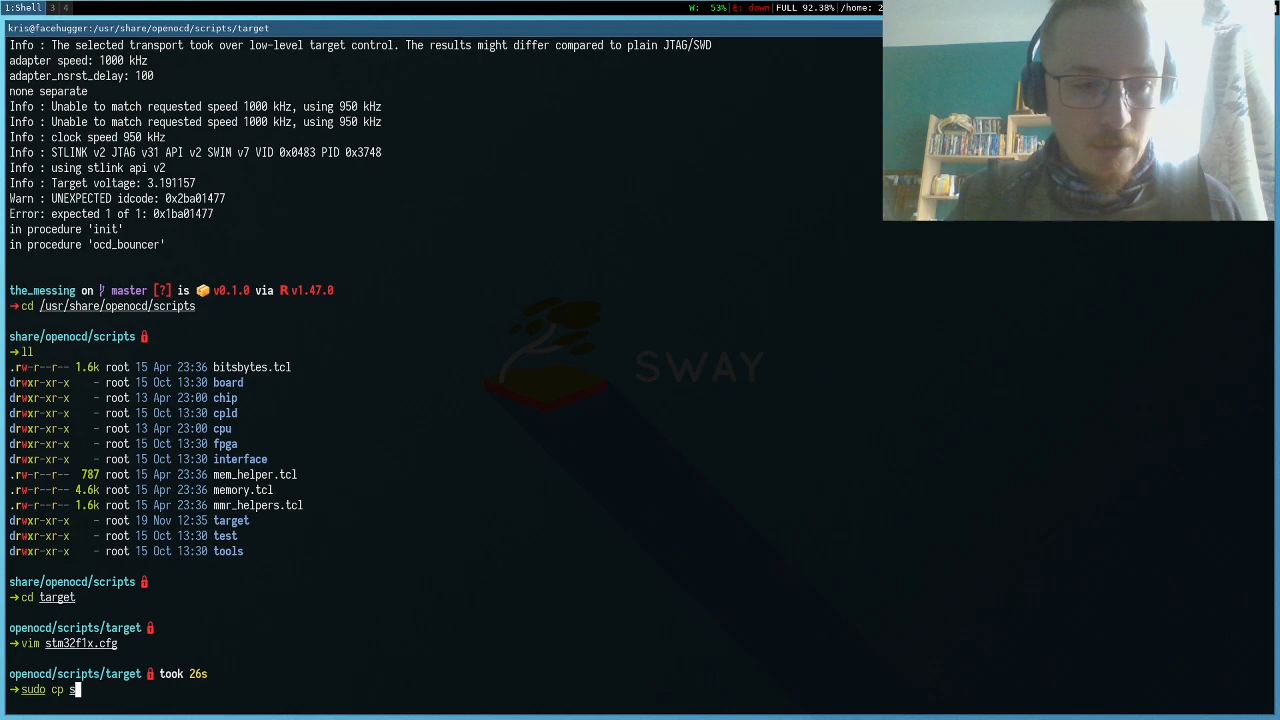 1:Shell 3 4 W: 53% E: down FULL 92.38% /home: 2
kris@facehugger:/usr/share/openocd/scripts/target
Info : The selected transport took over low-level target control. The results might differ compared to plain JTAG/SWD
adapter speed: 1000 kHz
adapter_nsrst_delay: 100
none separate
Info : Unable to match requested speed 1000 kHz, using 950 kHz
Info : Unable to match requested speed 1000 kHz, using 950 kHz
Info : clock speed 950 kHz
Info : STLINK v2 JTAG v31 API v2 SWIM v7 VID 0x0483 PID 0x3748
Info : using stlink api v2
Info : Target voltage: 3.191157
Warn : UNEXPECTED idcode: 0x2ba01477
Error: expected 1 of 1: 0x1ba01477
in procedure 'init'
in procedure 'ocd_bouncer'
the_messing on master [?] is 📦 v0.1.0 via R v1.47.0
➜ cd /usr/share/openocd/scripts
share/openocd/scripts 🔒
➜ ll
.rw-r--r-- 1.6k root 15 Apr 23:36 bitsbytes.tcl
drwxr-xr-x - root 15 Oct 13:30 board
drwxr-xr-x - root 13 Apr 23:00 chip
drwxr-xr-x - root 15 Oct 13:30 cpld
drwxr-xr-x - root 13 Apr 23:00 cpu
drwxr-xr-x - root 15 Oct 13:30 fpga
drwxr-xr-x - root 15 Oct 13:30 interface
.rw-r--r-- 787 root 15 Apr 23:36 mem_helper.tcl
.rw-r--r-- 4.6k root 15 Apr 23:36 memory.tcl
.rw-r--r-- 1.6k root 15 Apr 23:36 mmr_helpers.tcl
drwxr-xr-x - root 19 Nov 12:35 target
drwxr-xr-x - root 15 Oct 13:30 test
drwxr-xr-x - root 15 Oct 13:30 tools
share/openocd/scripts 🔒
➜ cd target
openocd/scripts/target 🔒
➜ vim stm32f1x.cfg
openocd/scripts/target 🔒 took 26s
➜ sudo cp s
SWAY